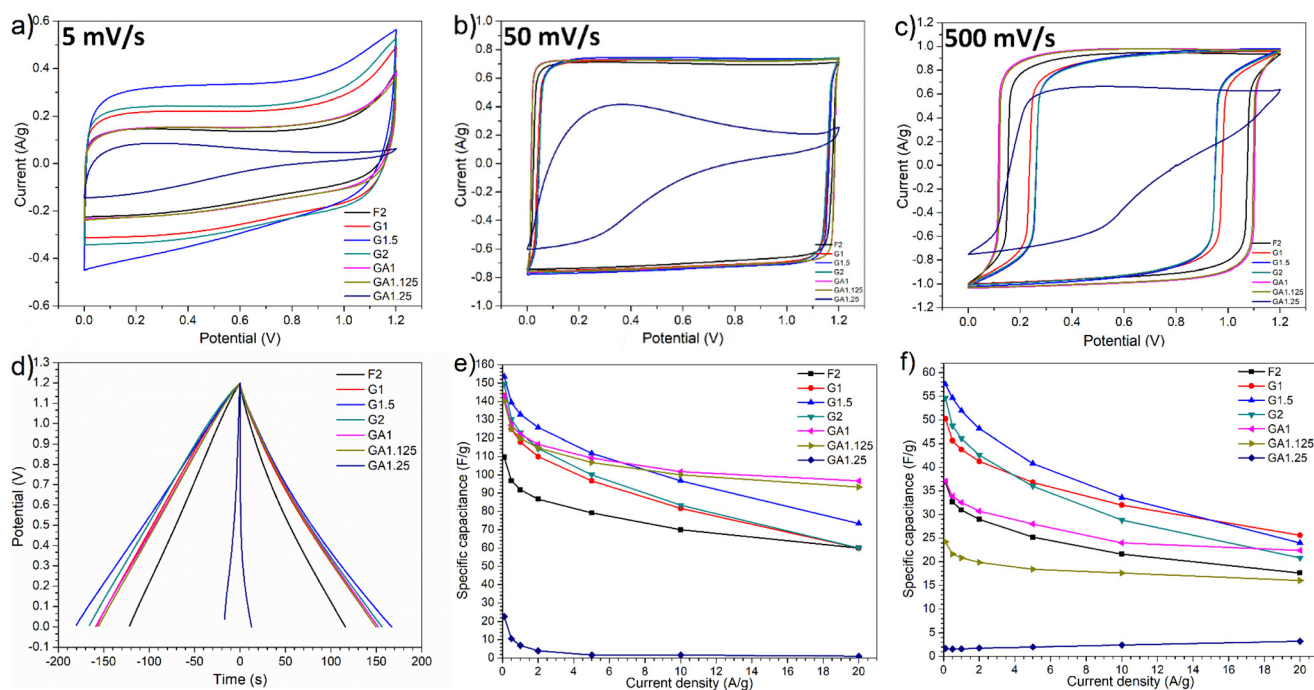 a)
5 mV/s
Current (A/g)
0.6
0.4
0.2
0.0
-0.2
-0.4
-0.6
0.0 0.2 0.4 0.6 0.8 1.0 1.2
Potential (V)
F2
G1
G1.5
G2
GA1
GA1.125
GA1.25
b)
50 mV/s
Current (A/g)
1.0
0.8
0.6
0.4
0.2
0.0
-0.2
-0.4
-0.6
-0.8
-1.0
0.0 0.2 0.4 0.6 0.8 1.0 1.2
Potential (V)
F2
G1
G1.5
G2
GA1
GA1.125
GA1.25
c)
500 mV/s
Current (A/g)
1.2
1.0
0.8
0.6
0.4
0.2
0.0
-0.2
-0.4
-0.6
-0.8
-1.0
-1.2
0.0 0.2 0.4 0.6 0.8 1.0 1.2
Potential (V)
F2
G1
G1.5
G2
GA1
GA1.125
GA1.25
d)
Potential (V)
1.3
1.2
1.1
1.0
0.9
0.8
0.7
0.6
0.5
0.4
0.3
0.2
0.1
0.0
-0.1
-200 -150 -100 -50 0 50 100 150 200
Time (s)
F2
G1
G1.5
G2
GA1
GA1.125
GA1.25
e)
Specific capacitance (F/g)
160
150
140
130
120
110
100
90
80
70
60
50
40
30
20
10
0
0 2 4 6 8 10 12 14 16 18 20
Current density (A/g)
F2
G1
G1.5
G2
GA1
GA1.125
GA1.25
f)
Specific capacitance (F/g)
60
55
50
45
40
35
30
25
20
15
10
5
0
0 2 4 6 8 10 12 14 16 18 20
Current density (A/g)
F2
G1
G1.5
G2
GA1
GA1.125
GA1.25